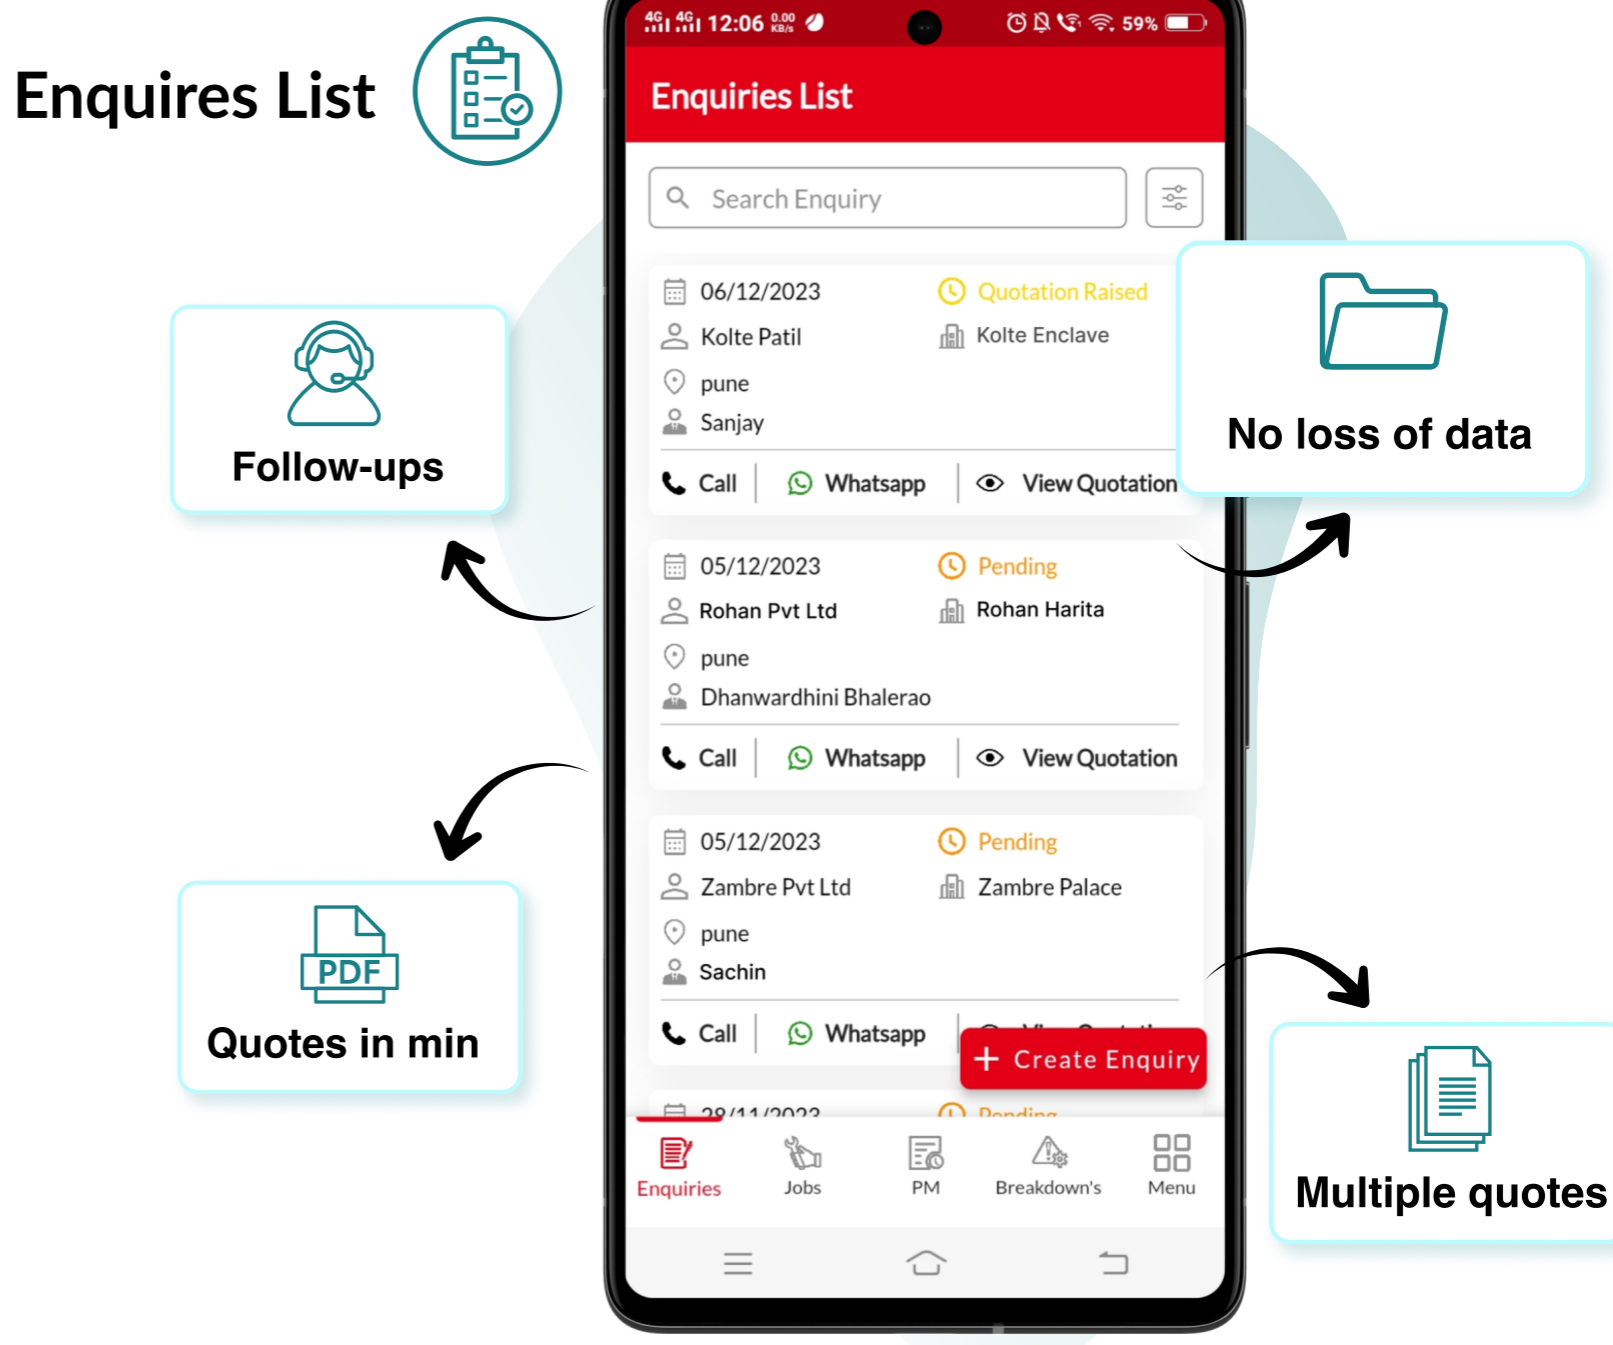 Enquires List
4G 4G 12:06 0.00 KB/s 59%
Enquiries List
Search Enquiry
06/12/2023 Quotation Raised
Kolte Patil Kolte Enclave
pune
Sanjay
Call Whatsapp View Quotation
05/12/2023 Pending
Rohan Pvt Ltd Rohan Harita
pune
Dhanwardhini Bhalerao
Call Whatsapp View Quotation
05/12/2023 Pending
Zambre Pvt Ltd Zambre Palace
pune
Sachin
Call Whatsapp
+ Create Enquiry
28/11/2023 Pending
Enquiries Jobs PM Breakdown's Menu
Follow-ups
PDF
Quotes in min
No loss of data
Multiple quotes